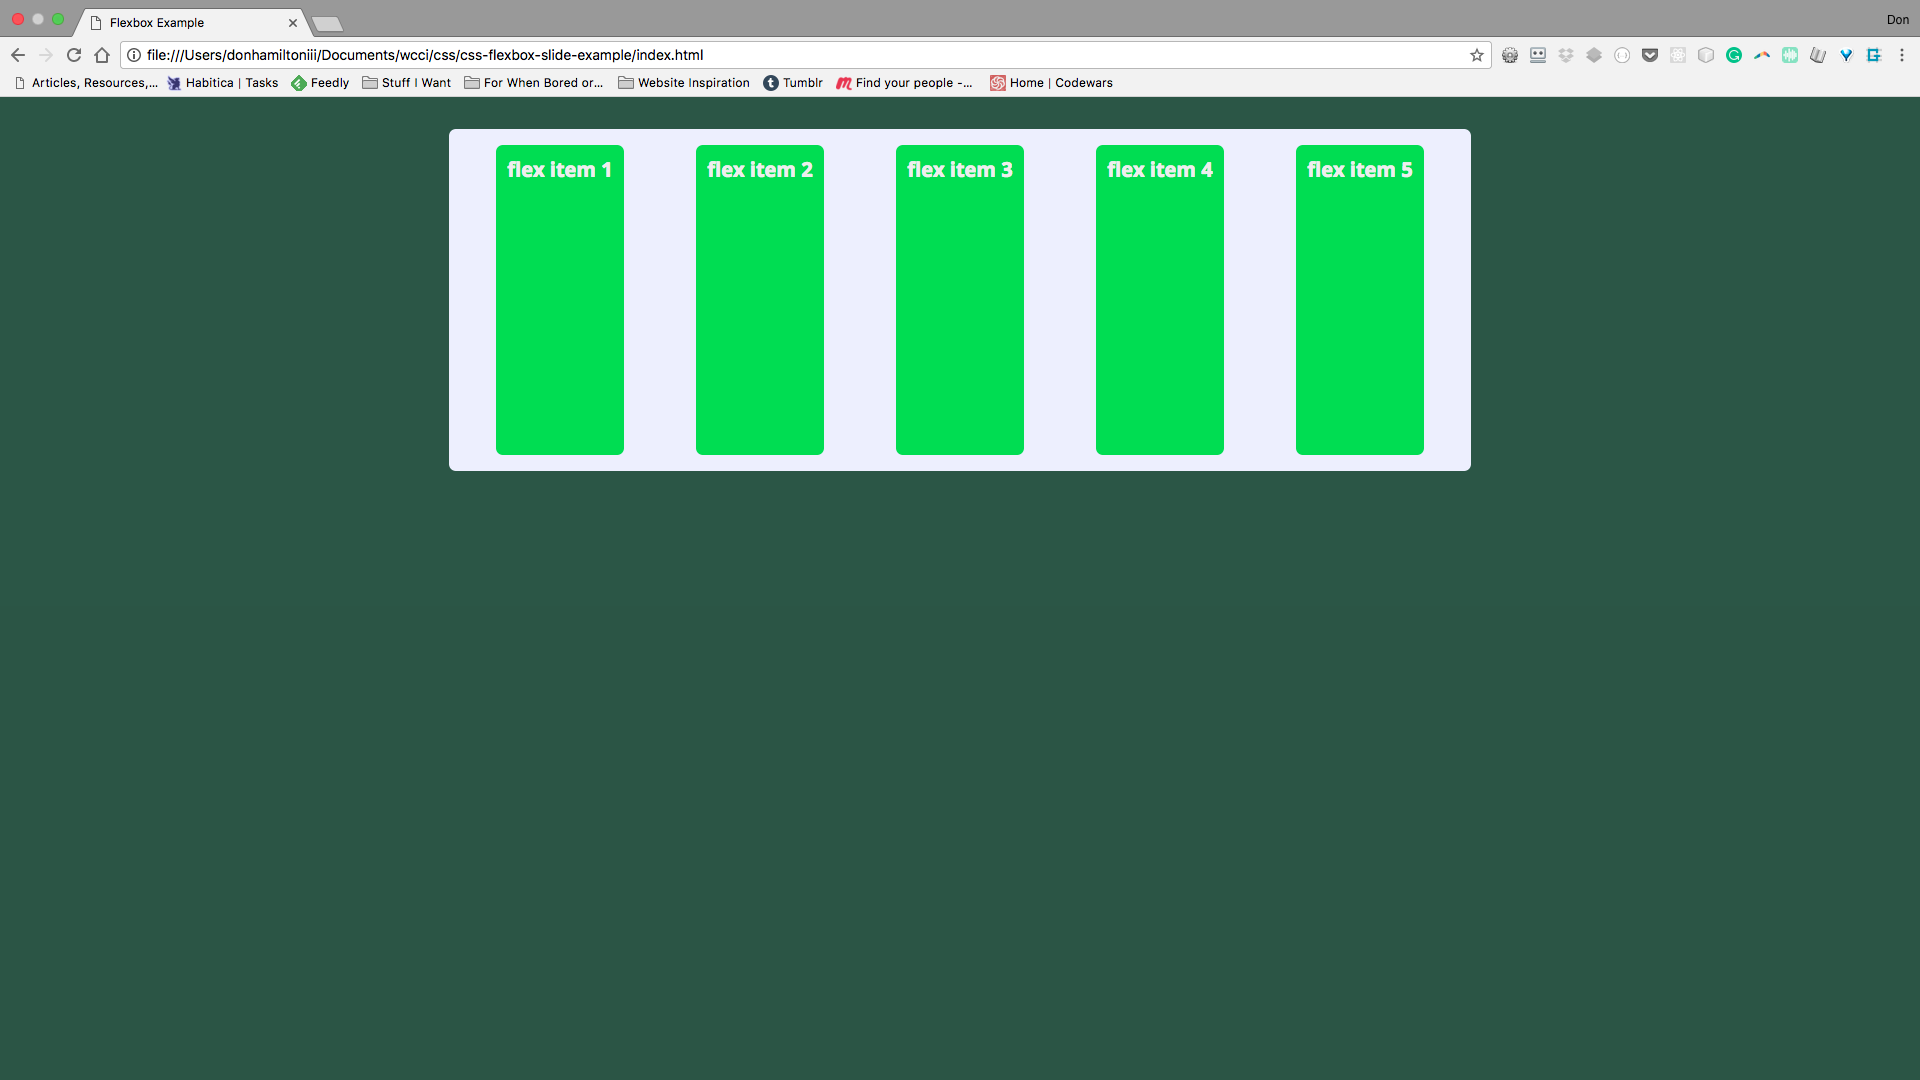 Flexbox Example
Don
file:///Users/donhamiltoniii/Documents/wcci/css/css-flexbox-slide-example/index.html
Articles, Resources,... Habitica | Tasks Feedly Stuff I Want For When Bored or... Website Inspiration Tumblr Find your people -... Home | Codewars
flex item 1 flex item 2 flex item 3 flex item 4 flex item 5